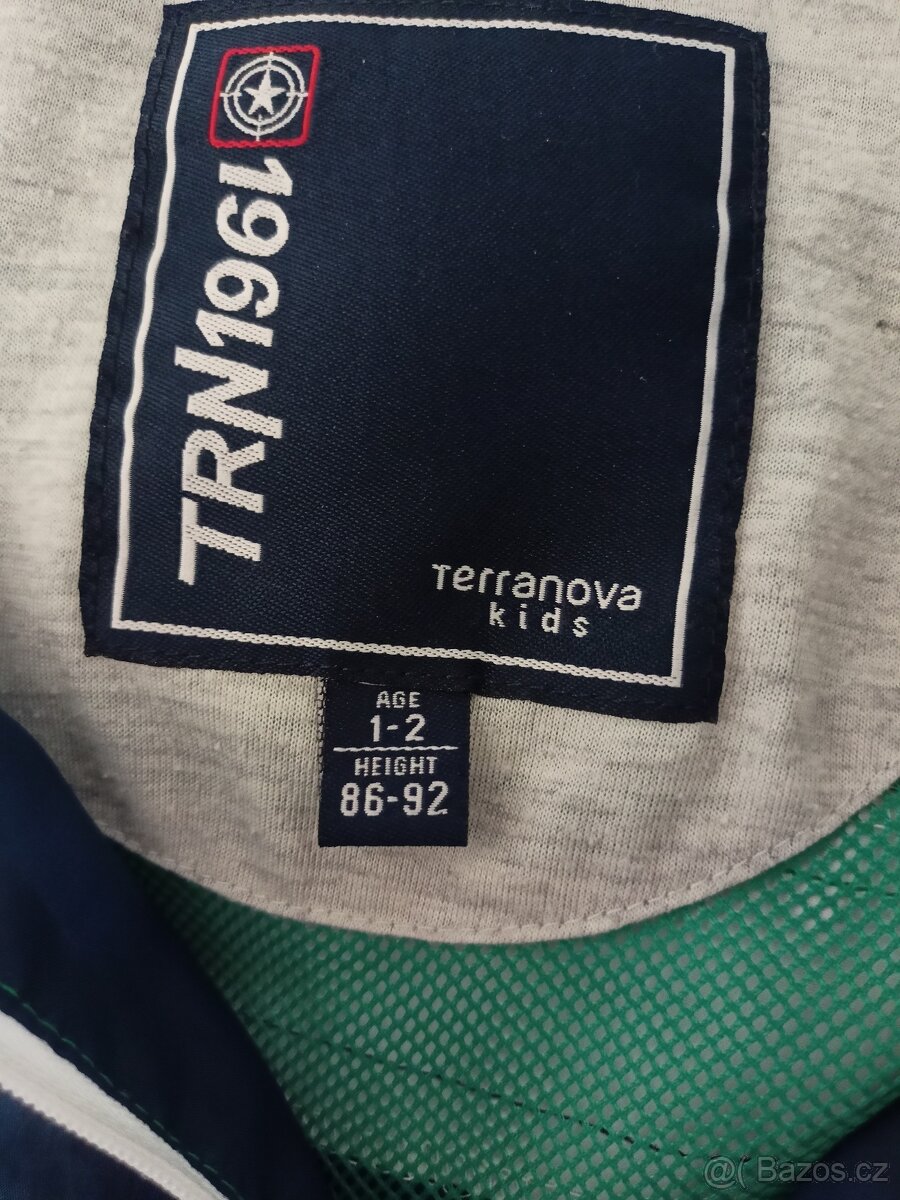 TRN1961
Terranova
kids
AGE
1-2
HEIGHT
86-92
@( Bazos.cz